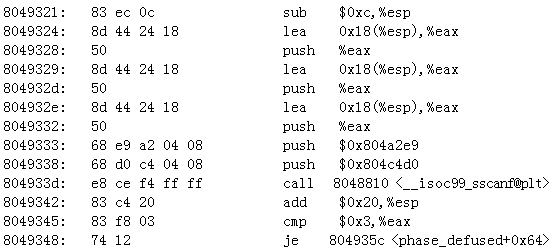 8049321: 83 ec 0c sub $0xc,%esp
8049324: 8d 44 24 18 lea 0x18(%esp),%eax
8049328: 50 push %eax
8049329: 8d 44 24 18 lea 0x18(%esp),%eax
804932d: 50 push %eax
804932e: 8d 44 24 18 lea 0x18(%esp),%eax
8049332: 50 push %eax
8049333: 68 e9 a2 04 08 push $0x804a2e9
8049338: 68 d0 c4 04 08 push $0x804c4d0
804933d: e8 ce f4 ff ff call 8048810 <__isoc99_sscanf@plt>
8049342: 83 c4 20 add $0x20,%esp
8049345: 83 f8 03 cmp $0x3,%eax
8049348: 74 12 je 804935c <phase_defused+0x64>